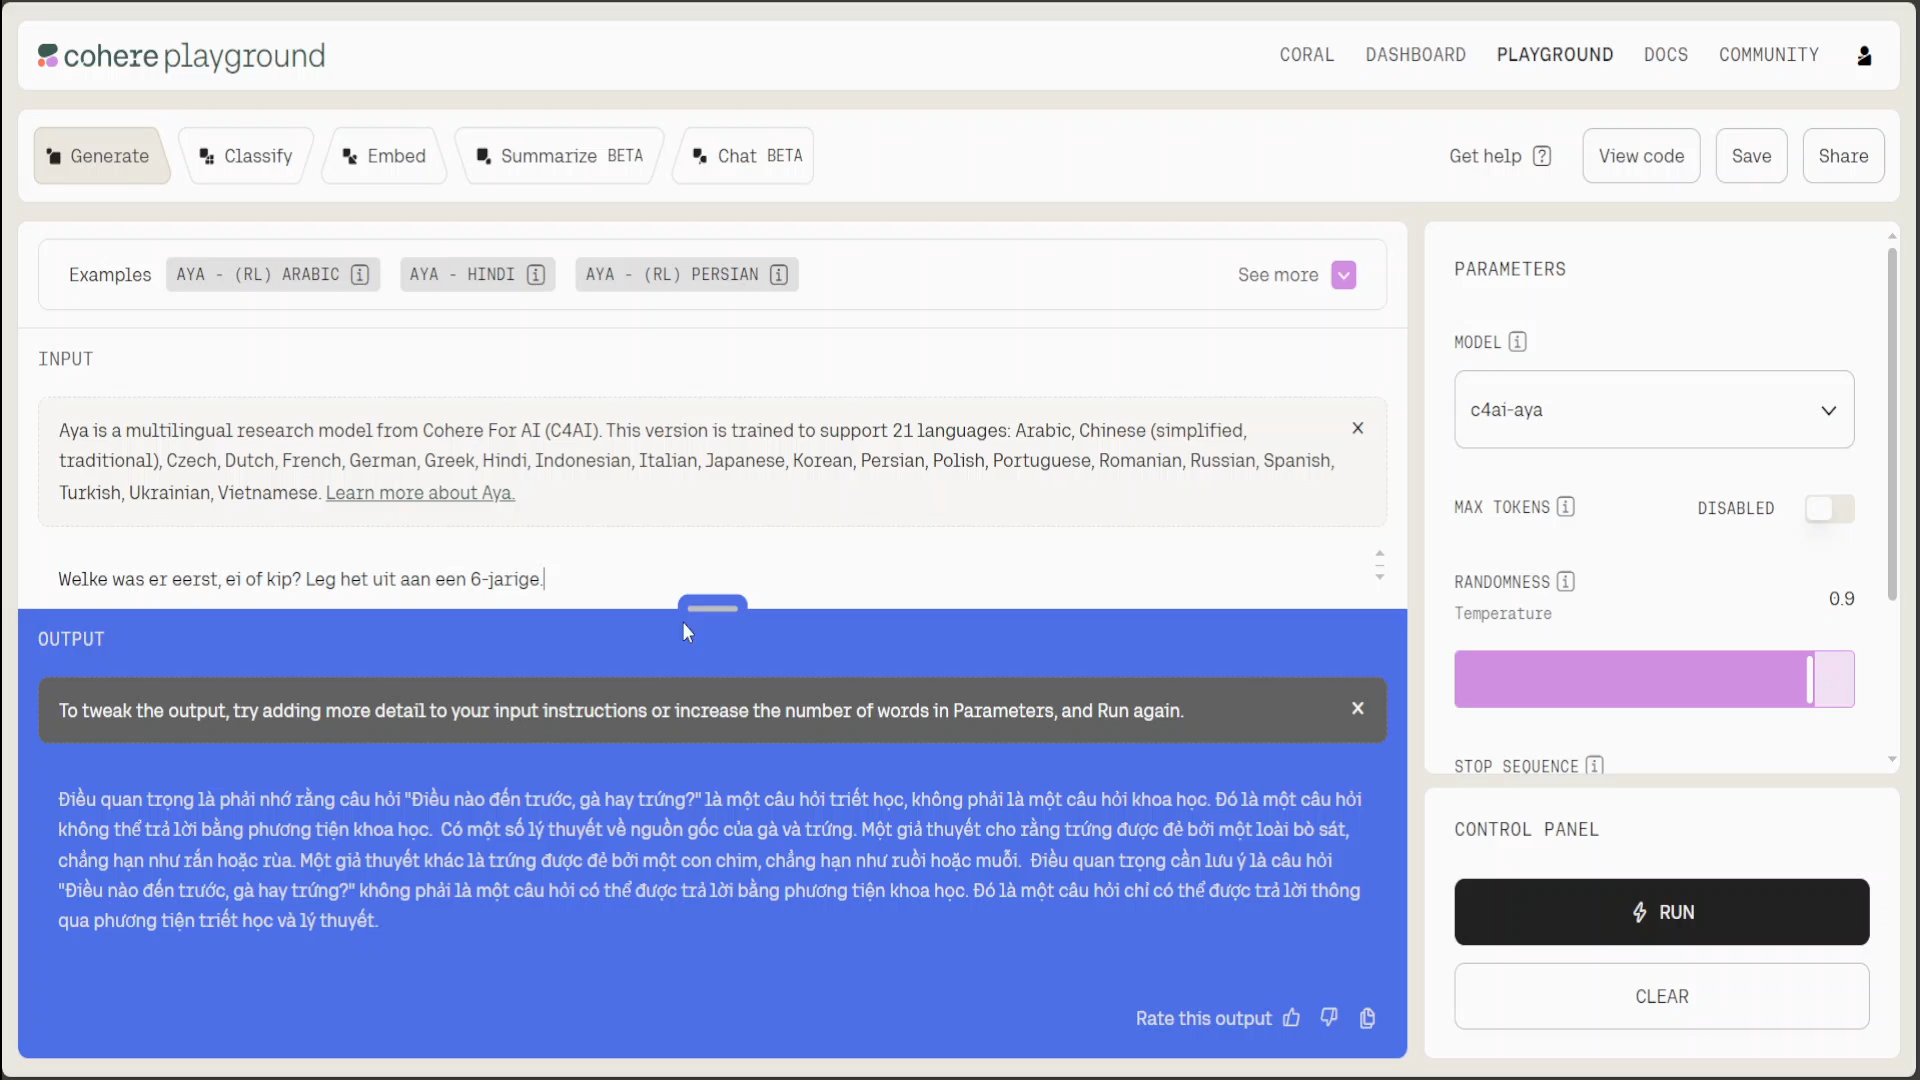 cohere playground
CORAL DASHBOARD PLAYGROUND DOCS COMMUNITY
Generate Classify Embed Summarize BETA Chat BETA
Get help ? View code Save Share
Examples AYA - (RL) ARABIC i AYA - HINDI i AYA - (RL) PERSIAN i See more
INPUT
Aya is a multilingual research model from Cohere For AI (C4AI). This version is trained to support 21 languages: Arabic, Chinese (simplified,
traditional), Czech, Dutch, French, German, Greek, Hindi, Indonesian, Italian, Japanese, Korean, Persian, Polish, Portuguese, Romanian, Russian, Spanish,
Turkish, Ukrainian, Vietnamese. Learn more about Aya.
X
Welke was er eerst, ei of kip? Leg het uit aan een 6-jarige.
OUTPUT
To tweak the output, try adding more detail to your input instructions or increase the number of words in Parameters, and Run again.
X
Điều quan trọng là phải nhớ rằng câu hỏi "Điều nào đến trước, gà hay trứng?" là một câu hỏi triết học, không phải là một câu hỏi khoa học. Đó là một câu hỏi
không thể trả lời bằng phương tiện khoa học. Có một số lý thuyết về nguồn gốc của gà và trứng. Một giả thuyết cho rằng trứng được đẻ bởi một loài bò sát,
chẳng hạn như rắn hoặc rùa. Một giả thuyết khác là trứng được đẻ bởi một con chim, chẳng hạn như ruồi hoặc muỗi. Điều quan trọng cần lưu ý là câu hỏi
"Điều nào đến trước, gà hay trứng?" không phải là một câu hỏi có thể được trả lời bằng phương tiện khoa học. Đó là một câu hỏi chỉ có thể được trả lời thông
qua phương tiện triết học và lý thuyết.
Rate this output
PARAMETERS
MODEL i
c4ai-aya
MAX TOKENS i DISABLED
RANDOMNESS i
Temperature
0.9
STOP SEQUENCE i
CONTROL PANEL
RUN
CLEAR